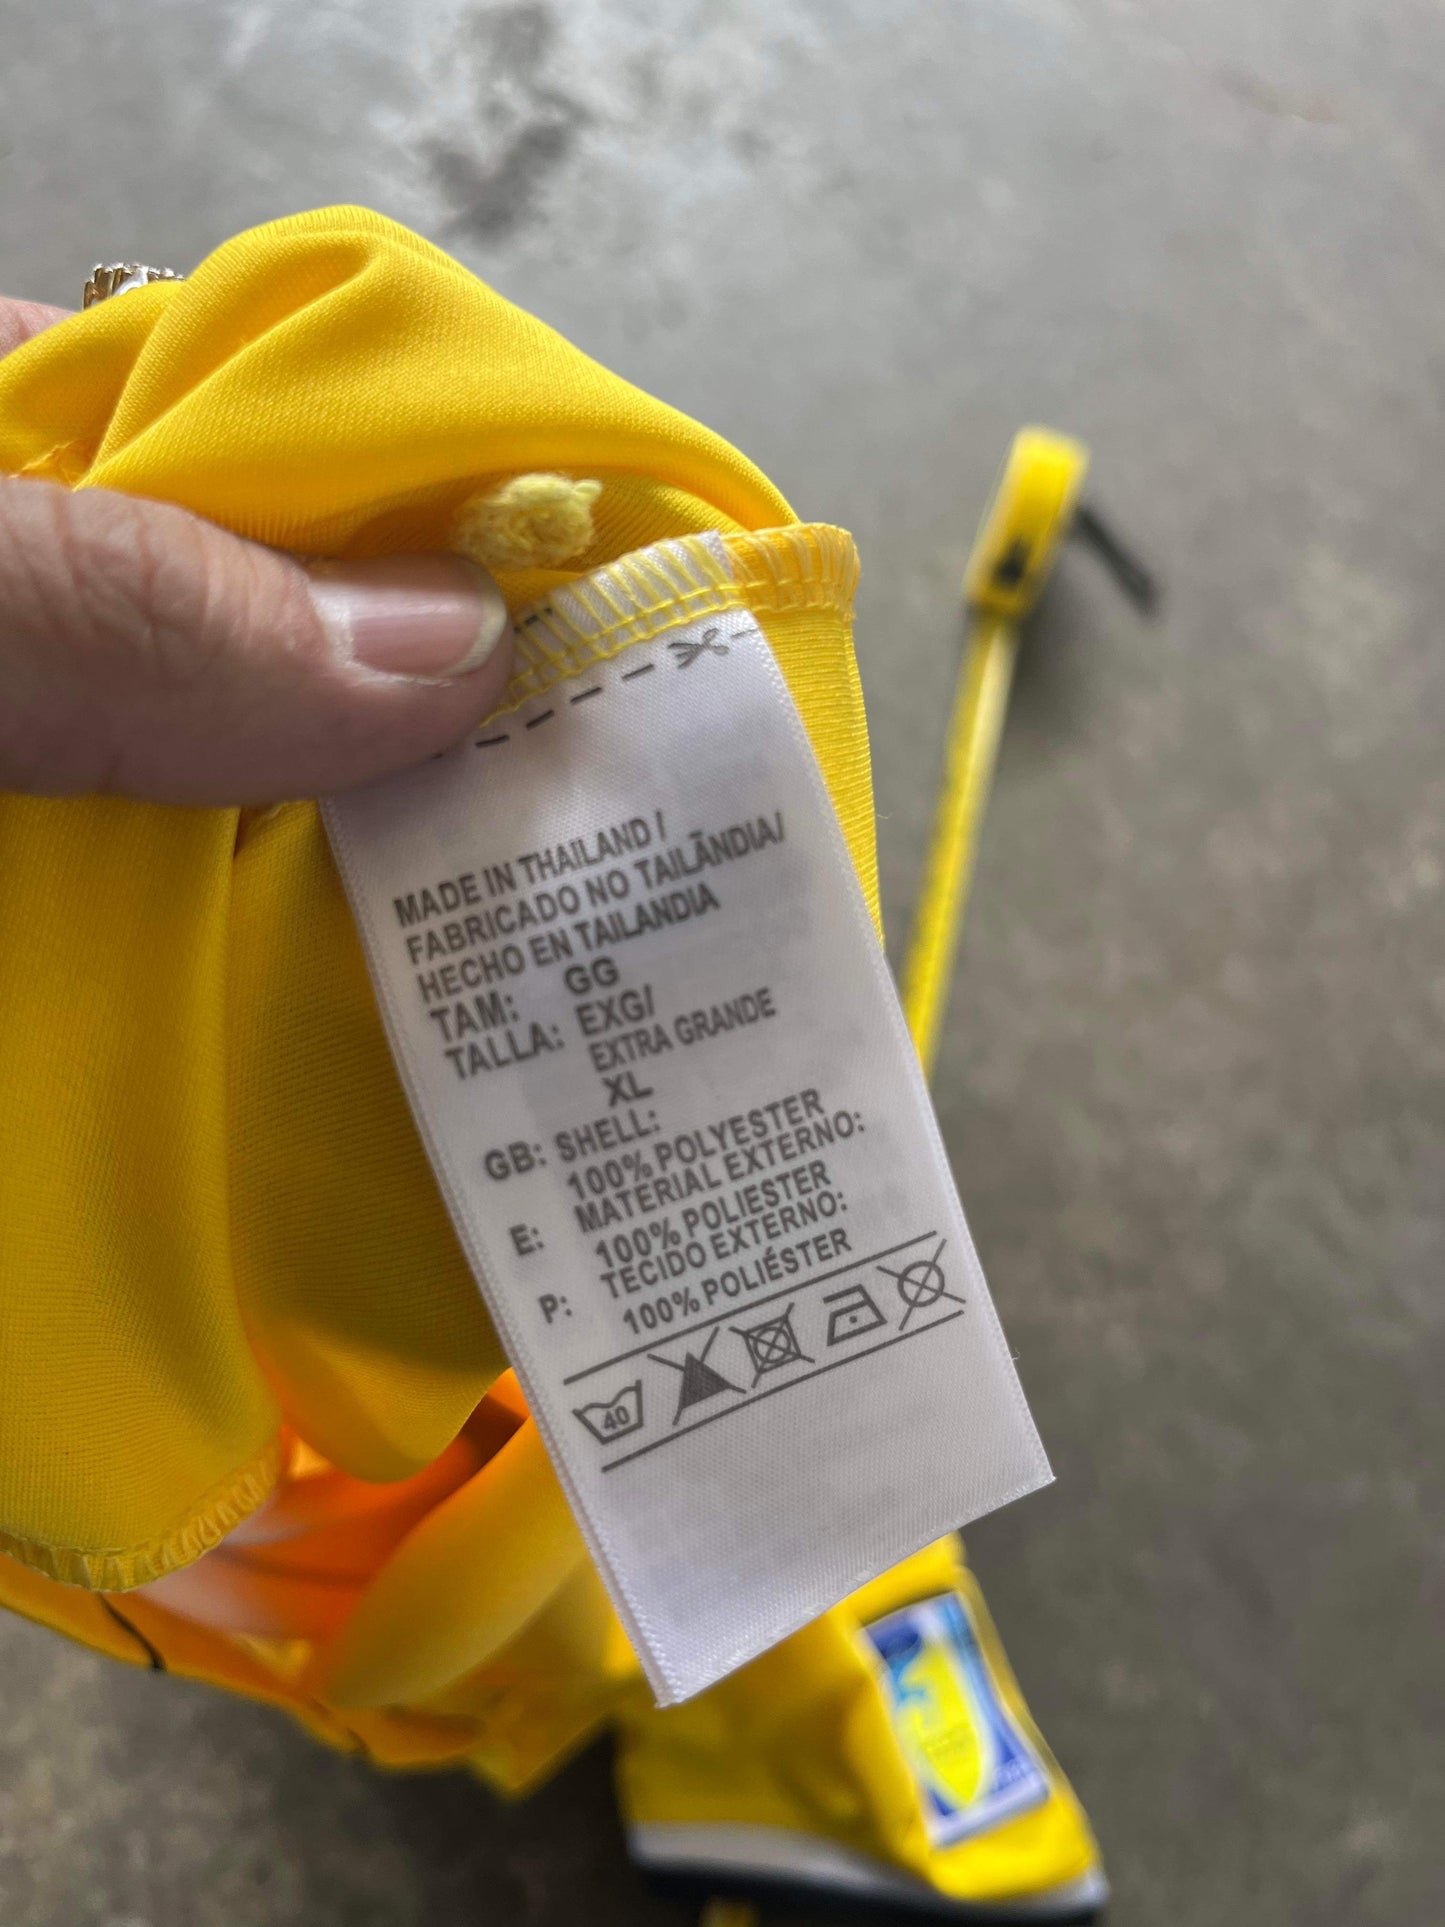 MADE IN THAILAND /
FABRICADO NO TAILÃNDIA/
HECHO EN TAILANDIA
TAM: GG
TALLA: EXG/
EXTRA GRANDE
XL
GB: SHELL:
100% POLYESTER
E: MATERIAL EXTERNO:
100% POLIESTER
P: TECIDO EXTERNO:
100% POLIÉSTER
40